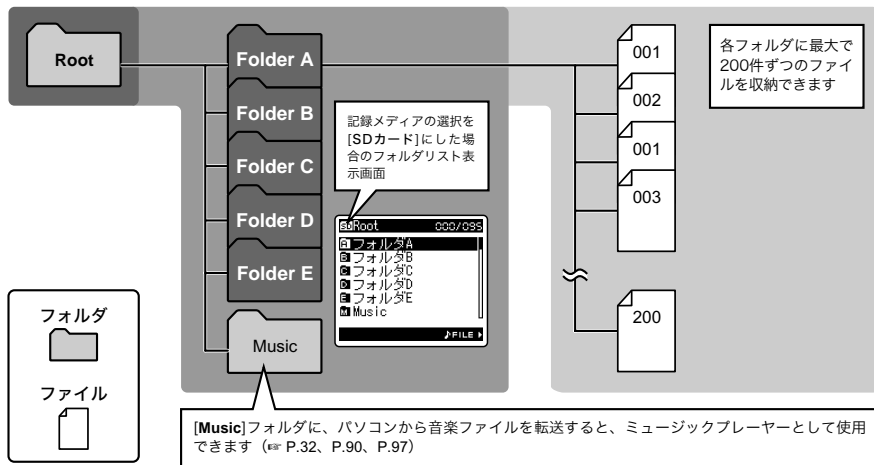 Root
Folder A
Folder B
Folder C
Folder D
Folder E
Music
001
002
001
003
200
各フォルダに最大で
200件ずつのファイ
ルを収納できます
記録メディアの選択を
[SDカード]にした場
合のフォルダリスト表
示画面
SD Root 000/095
A フォルダA
B フォルダB
C フォルダC
D フォルダD
E フォルダE
M Music
♪FILE
フォルダ
ファイル
[Music]フォルダに、パソコンから音楽ファイルを転送すると、ミュージックプレーヤーとして使用
できます（☞ P.32、P.90、P.97）